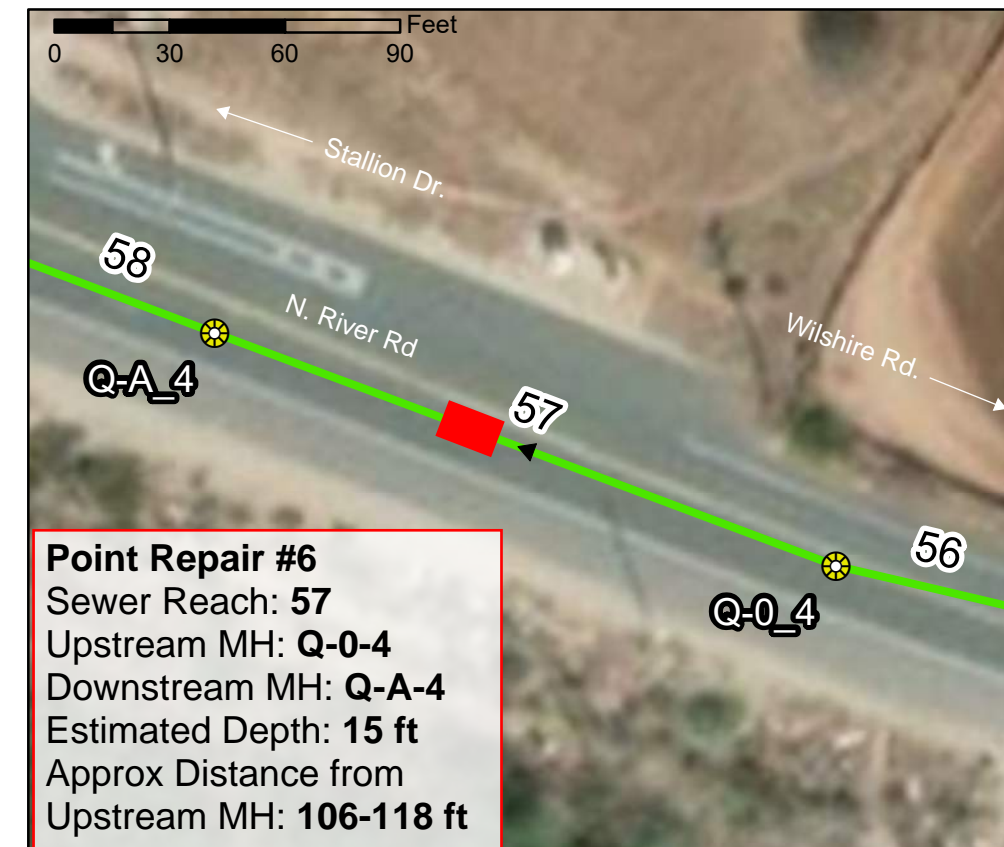 Feet
0 30 60 90
Stallion Dr.
58
N. River Rd
Wilshire Rd.
Q-A_4
57
56
Q-0_4
Point Repair #6
Sewer Reach: 57
Upstream MH: Q-0-4
Downstream MH: Q-A-4
Estimated Depth: 15 ft
Approx Distance from
Upstream MH: 106-118 ft